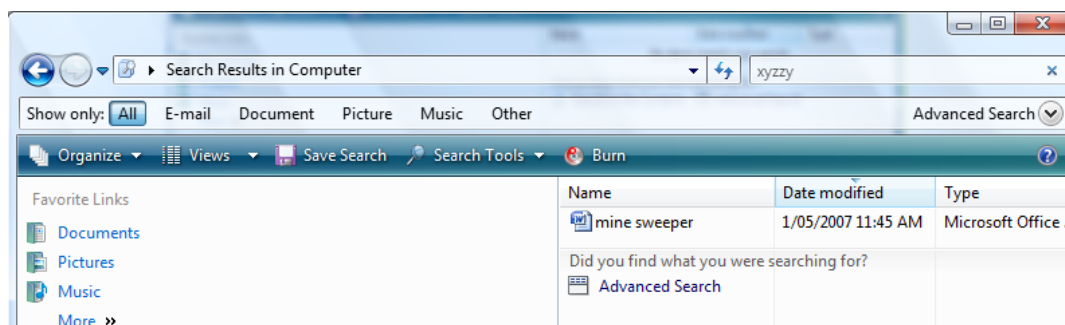 Search Results in Computer
xyzzy
Show only: All E-mail Document Picture Music Other Advanced Search
Organize Views Save Search Search Tools Burn
Favorite Links
Documents
Pictures
Music
More »
Name Date modified Type
mine sweeper 1/05/2007 11:45 AM Microsoft Office
Did you find what you were searching for?
Advanced Search